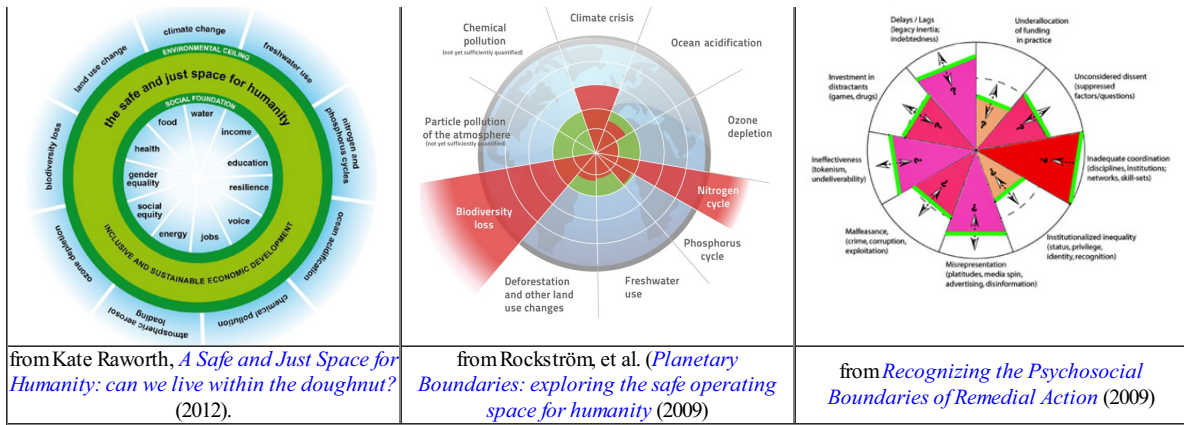 climate change
freshwater use
nitrogen and
phosphorus cycles
ocean acidification
chemical pollution
atmospheric aerosol
loading
ozone depletion
biodiversity loss
land use change
ENVIRONMENTAL CEILING
the safe and just space for humanity
SOCIAL FOUNDATION
water
income
education
resilience
voice
jobs
energy
social
equity
gender
equality
health
food
INCLUSIVE AND SUSTAINABLE ECONOMIC DEVELOPMENT
from Kate Raworth, A Safe and Just Space for
Humanity: can we live within the doughnut?
(2012).
Climate crisis
Ocean acidification
Ozone
depletion
Nitrogen
cycle
Phosphorus
cycle
Freshwater
use
Deforestation
and other land
use changes
Biodiversity
loss
Particle pollution
of the atmosphere
(not yet sufficiently quantified)
Chemical
pollution
(not yet sufficiently quantified)
from Rockström, et al. (Planetary
Boundaries: exploring the safe operating
space for humanity (2009)
Delays / Lags
(legacy inertia;
indebtedness)
Underallocation
of funding
in practice
Unconsidered dissent
(suppressed
factors/questions)
Inadequate coordination
(disciplines, institutions;
networks, skill-sets)
Institutionalized inequality
(status, privilege,
identity, recognition)
Misrepresentation
(platitudes, media spin,
advertising, disinformation)
Malfeasance,
(crime, corruption,
exploitation)
Ineffectiveness
(tokenism,
undeliverability)
Investment in
distractants
(games, drugs)
?
?
?
?
?
?
?
?
?
from Recognizing the Psychosocial
Boundaries of Remedial Action (2009)